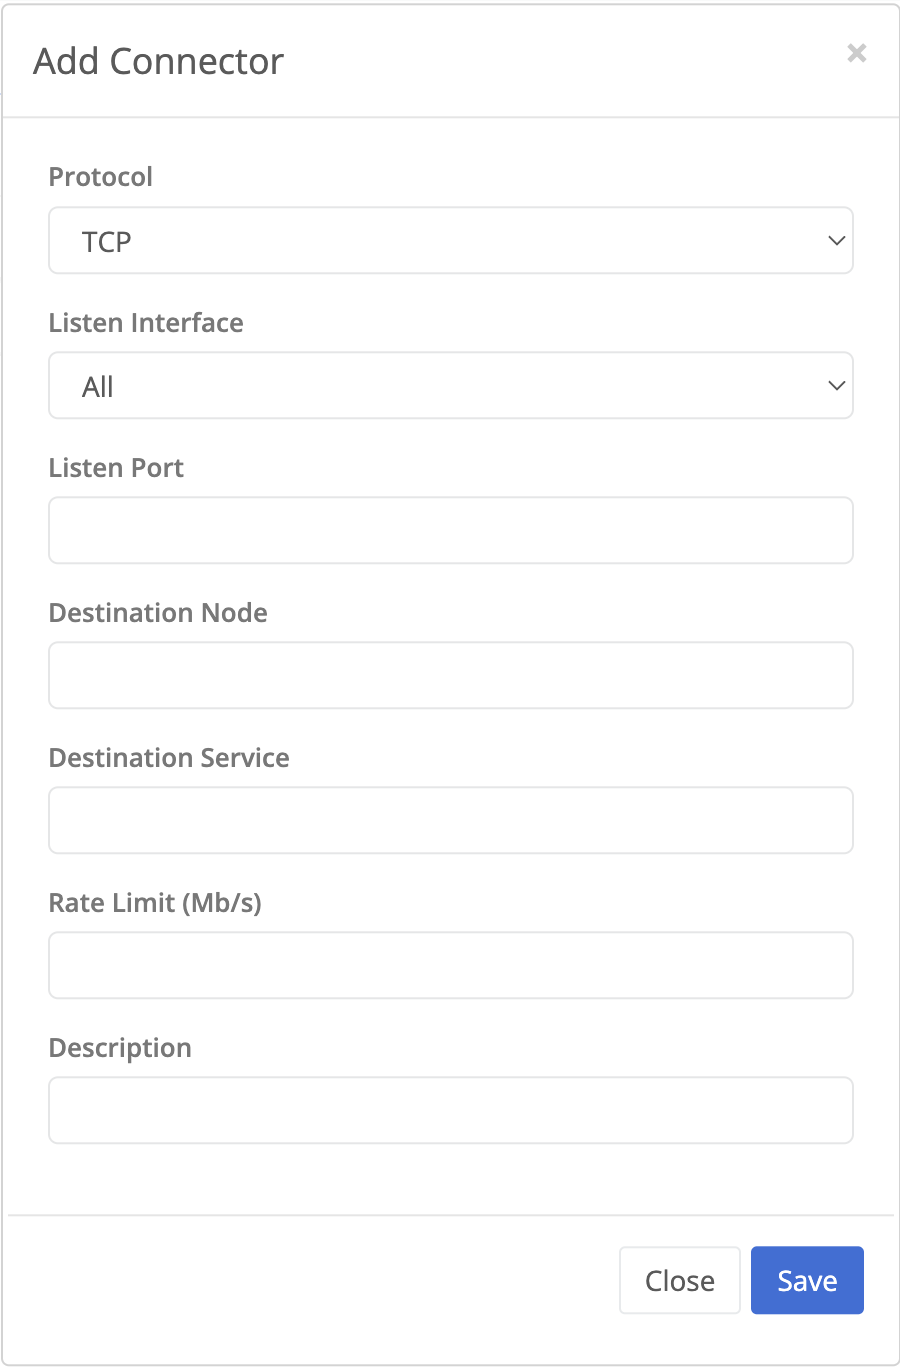 Add Connector
×
Protocol
TCP
Listen Interface
All
Listen Port
Destination Node
Destination Service
Rate Limit (Mb/s)
Description
Close
Save